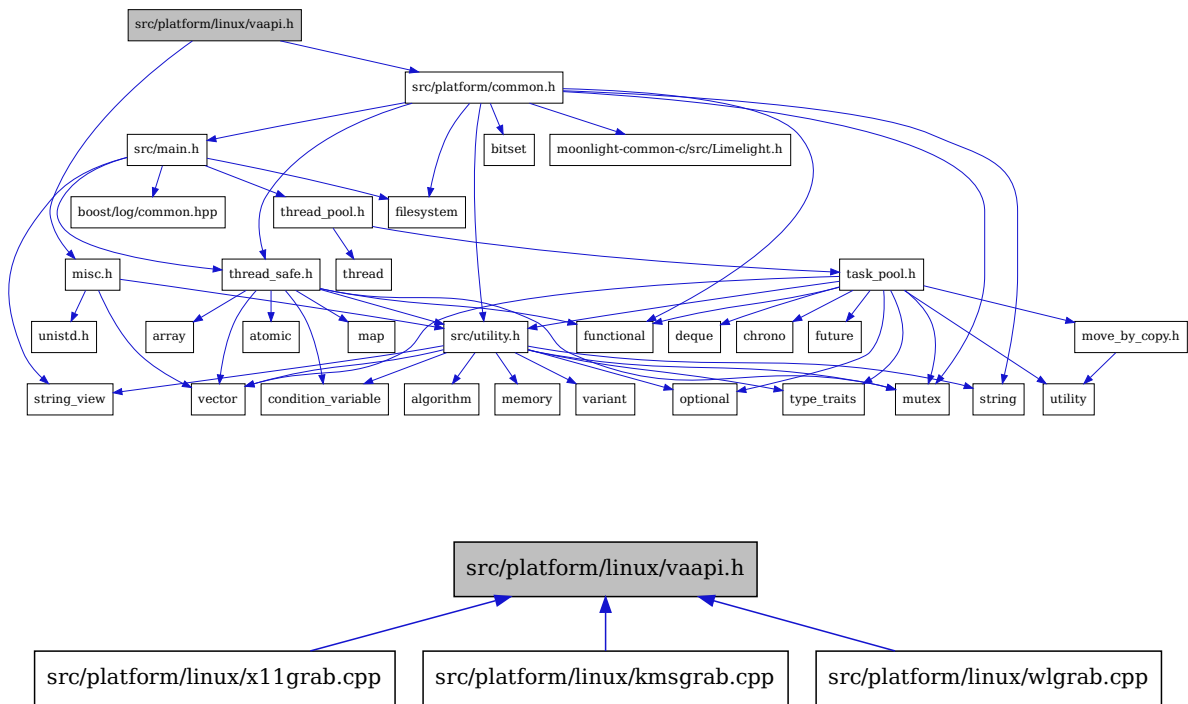 src/platform/linux/vaapi.h
src/platform/common.h
src/main.h
bitset
moonlight-common-c/src/Limelight.h
boost/log/common.hpp
thread_pool.h
filesystem
misc.h
thread_safe.h
thread
task_pool.h
unistd.h
array
atomic
map
src/utility.h
functional
deque
chrono
future
move_by_copy.h
string_view
vector
condition_variable
algorithm
memory
variant
optional
type_traits
mutex
string
utility
src/platform/linux/vaapi.h
src/platform/linux/x11grab.cpp
src/platform/linux/kmsgrab.cpp
src/platform/linux/wlgrab.cpp